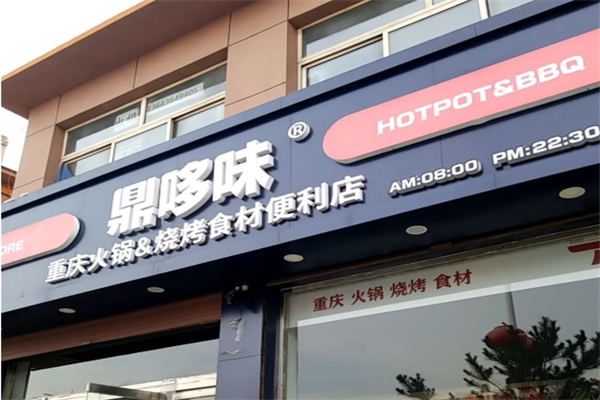 鼎哆味®
重庆火锅&烧烤食材便利店
HOTPOT&BBQ
AM:08:00 PM:22:30
重庆 火锅 烧烤 食材